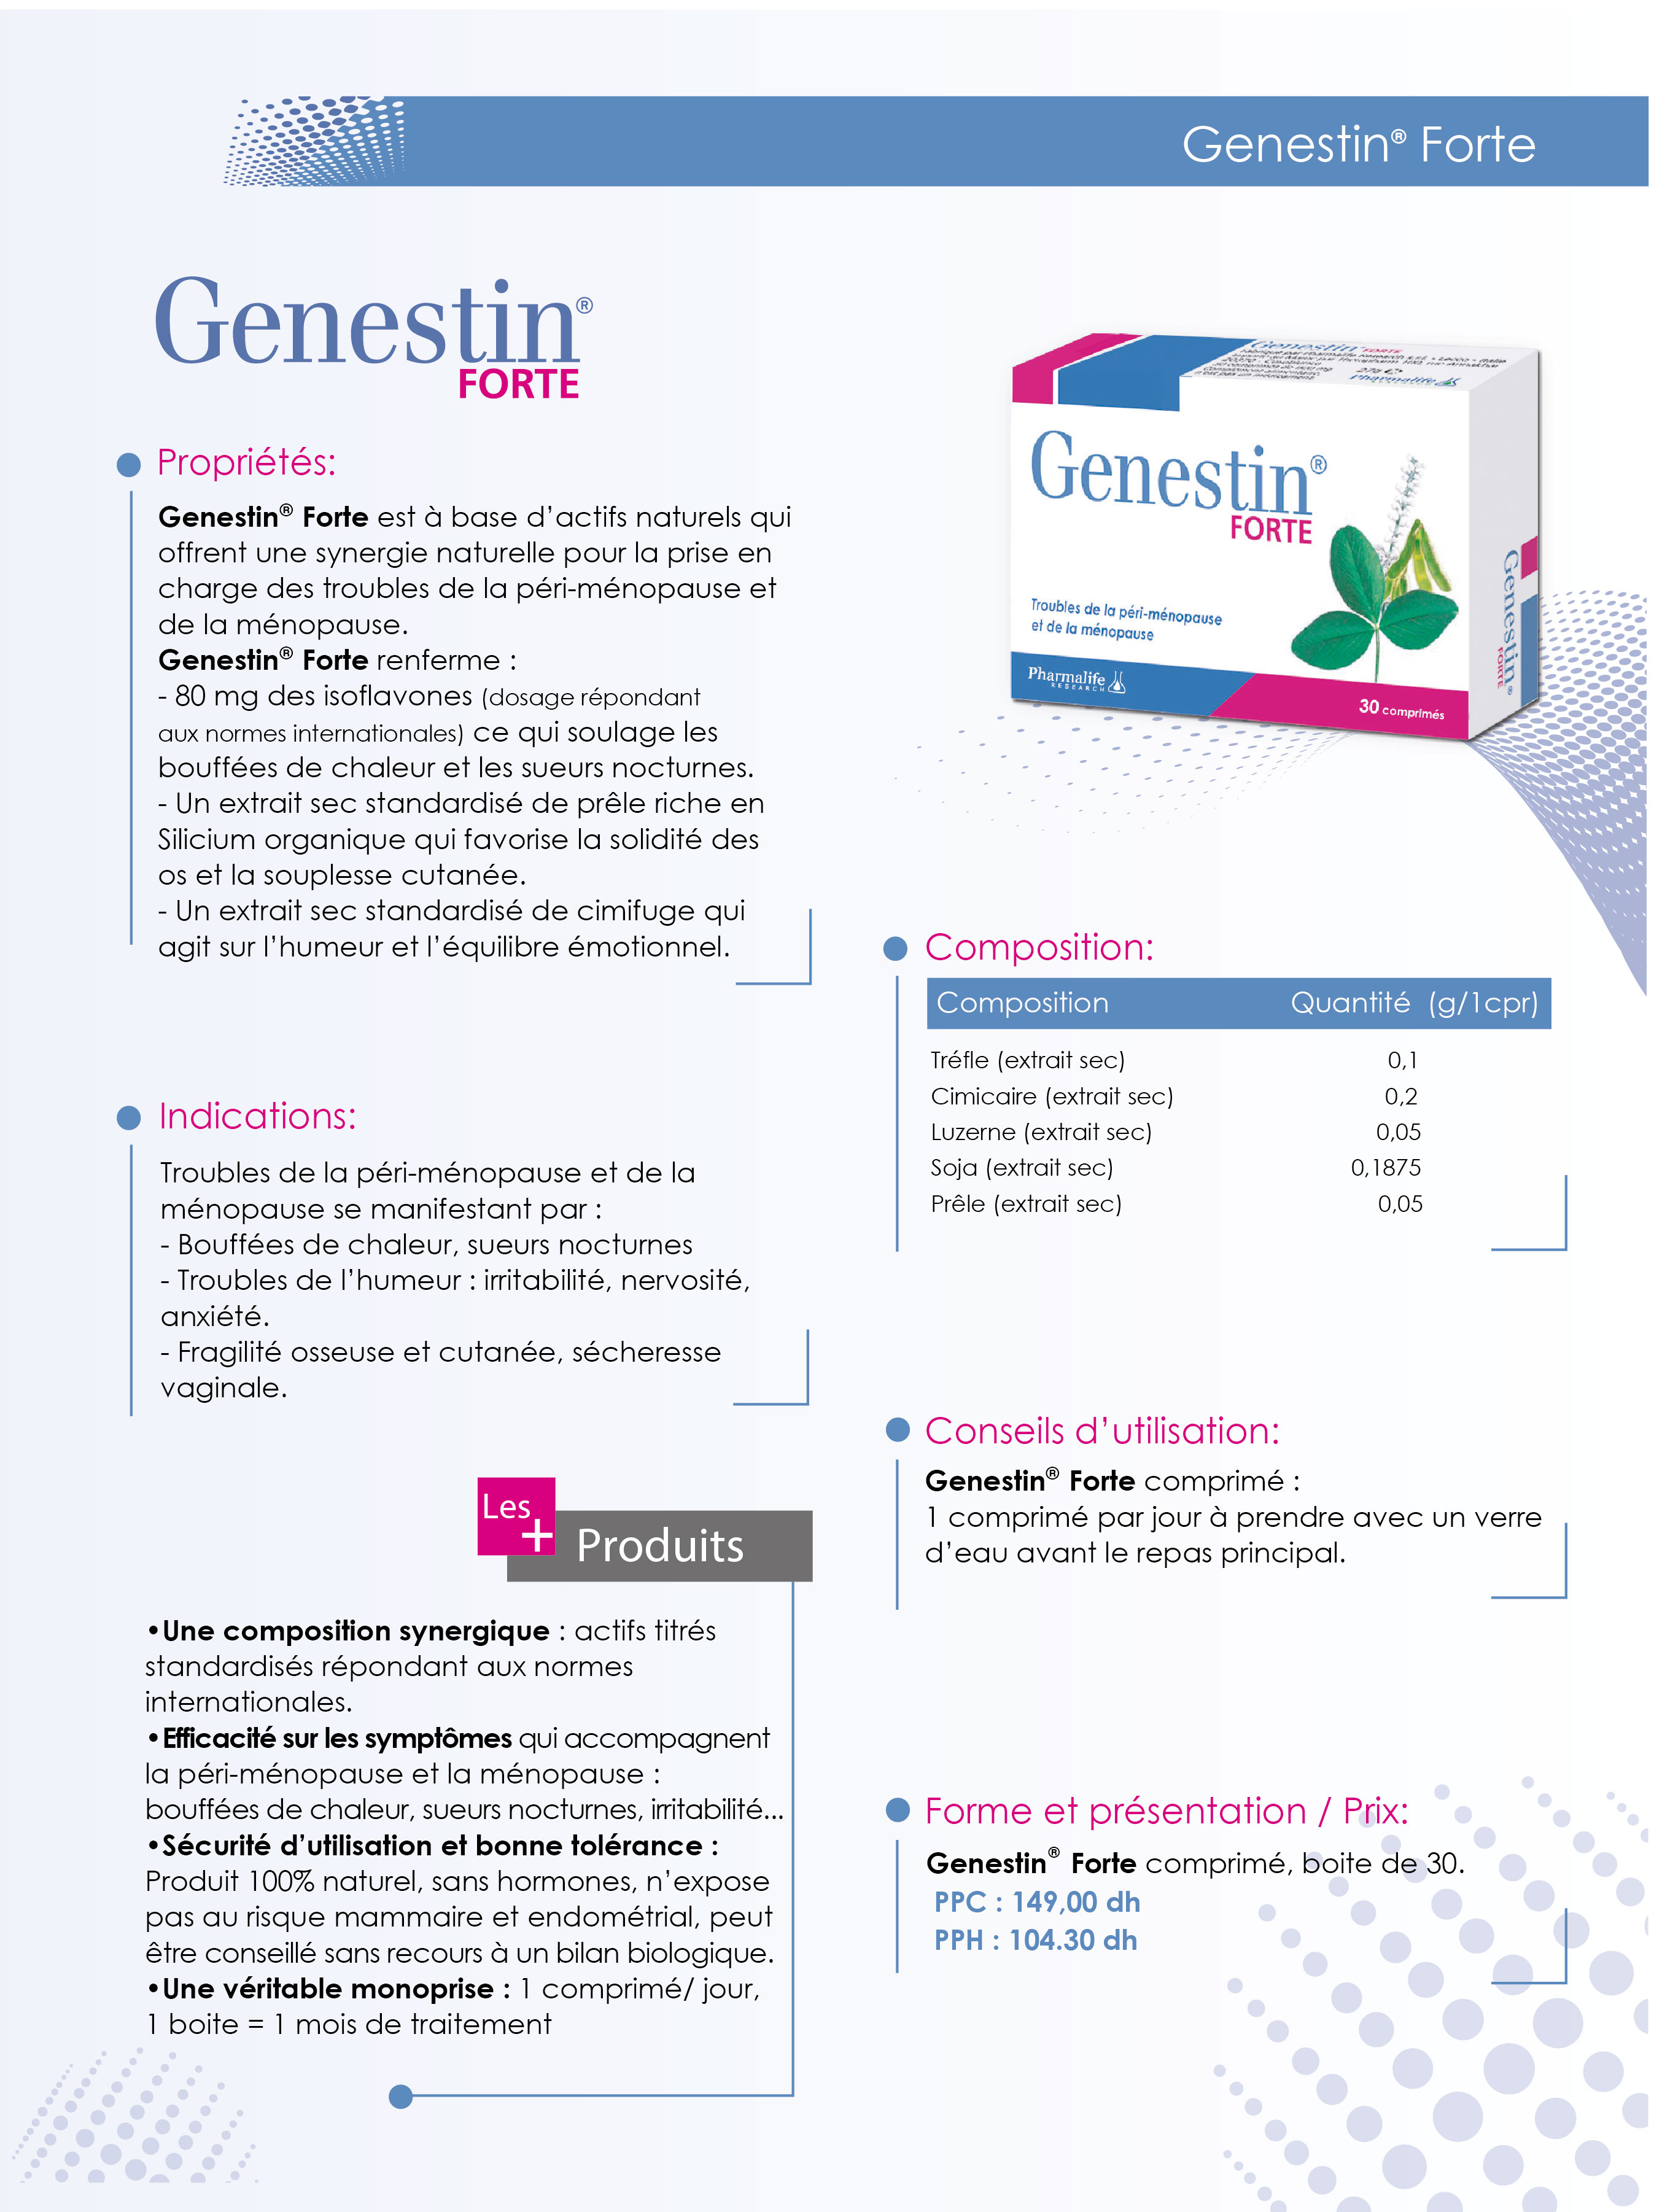 Genestin® Forte
Genestin®
FORTE
Propriétés:
Genestin® Forte est à base d'actifs naturels qui
offrent une synergie naturelle pour la prise en
charge des troubles de la péri-ménopause et
de la ménopause.
Genestin® Forte renferme :
- 80 mg des isoflavones (dosage répondant
aux normes internationales) ce qui soulage les
bouffées de chaleur et les sueurs nocturnes.
- Un extrait sec standardisé de prêle riche en
Silicium organique qui favorise la solidité des
os et la souplesse cutanée.
- Un extrait sec standardisé de cimifuge qui
agit sur l'humeur et l'équilibre émotionnel.
Indications:
Troubles de la péri-ménopause et de la
ménopause se manifestant par :
- Bouffées de chaleur, sueurs nocturnes
- Troubles de l'humeur : irritabilité, nervosité,
anxiété.
- Fragilité osseuse et cutanée, sécheresse
vaginale.
Les +
Produits
•Une composition synergique : actifs titrés
standardisés répondant aux normes
internationales.
•Efficacité sur les symptômes qui accompagnent
la péri-ménopause et la ménopause :
bouffées de chaleur, sueurs nocturnes, irritabilité...
•Sécurité d'utilisation et bonne tolérance :
Produit 100% naturel, sans hormones, n'expose
pas au risque mammaire et endométrial, peut
être conseillé sans recours à un bilan biologique.
•Une véritable monoprise : 1 comprimé/ jour,
1 boite = 1 mois de traitement
Genestin FORTE
Pharmalife
Genestin®
FORTE
Troubles de la péri-ménopause
et de la ménopause
Pharmalife
RESEARCH
30 comprimés
Genestin®
FORTE
Composition:
Composition Quantité (g/1cpr)
Tréfle (extrait sec) 0,1
Cimicaire (extrait sec) 0,2
Luzerne (extrait sec) 0,05
Soja (extrait sec) 0,1875
Prêle (extrait sec) 0,05
Conseils d'utilisation:
Genestin® Forte comprimé :
1 comprimé par jour à prendre avec un verre
d'eau avant le repas principal.
Forme et présentation / Prix:
Genestin® Forte comprimé, boite de 30.
PPC : 149,00 dh
PPH : 104.30 dh